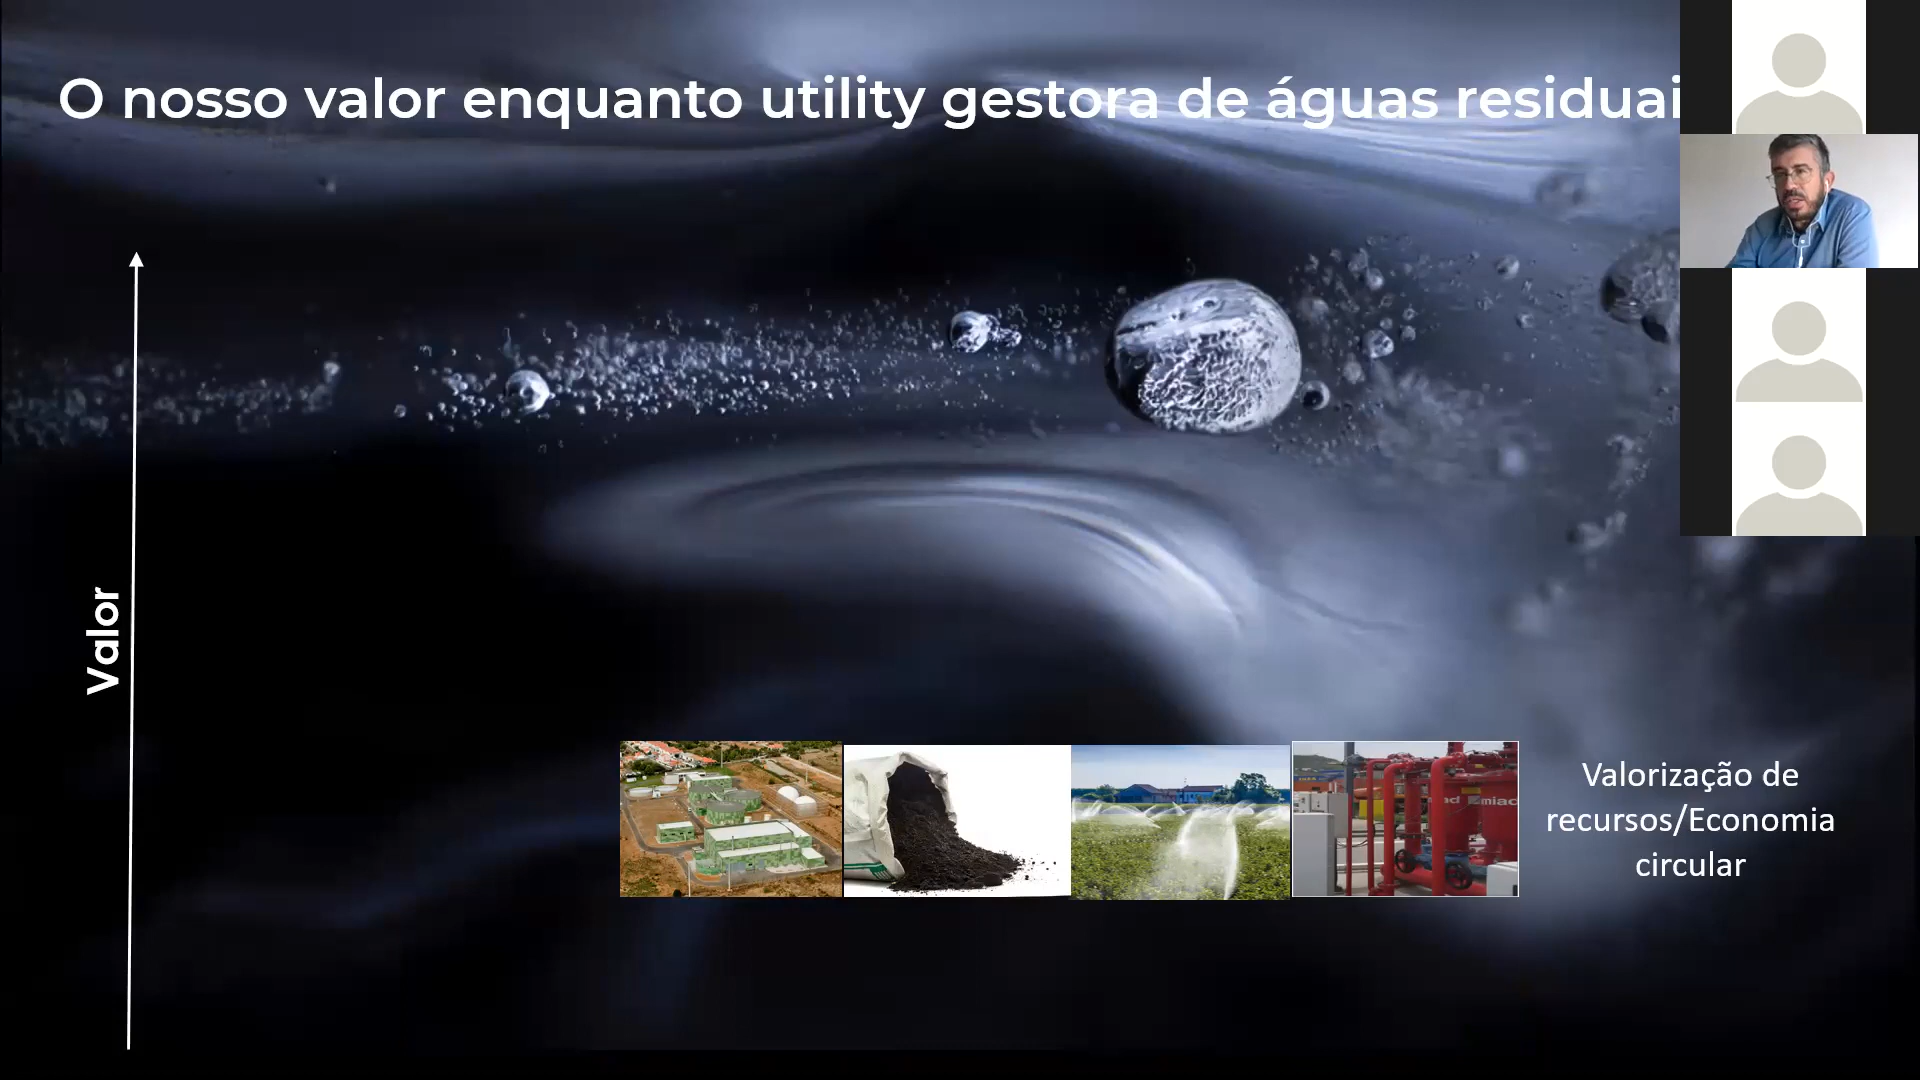 O nosso valor enquanto utility gestora de águas residuai
Valor
Valorização de
recursos/Economia
circular